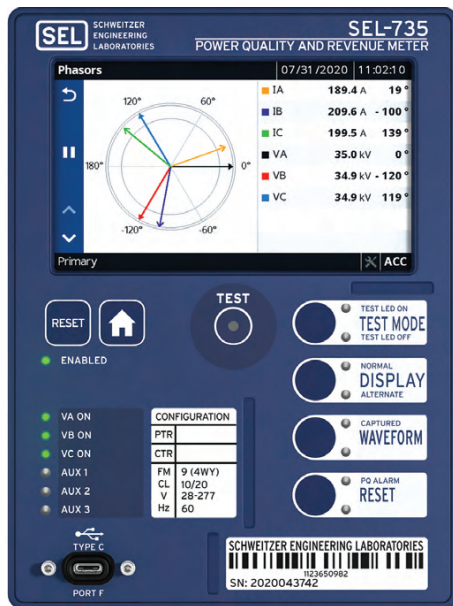 SEL SCHWEITZER
ENGINEERING
LABORATORIES
SEL-735
POWER QUALITY AND REVENUE METER
Phasors 07/31/2020 11:02:10
120° 60°
180° 0°
-120° -60°
IA 189.4 A 19°
IB 209.6 A -100°
IC 199.5 A 139°
VA 35.0 kV 0°
VB 34.9 kV -120°
VC 34.9 kV 119°
Primary ACC
RESET
TEST
TEST LED ON
TEST MODE
TEST LED OFF
ENABLED
NORMAL
DISPLAY
ALTERNATE
VA ON
VB ON
VC ON
AUX 1
AUX 2
AUX 3
CONFIGURATION
PTR
CTR
FM 9 (4WY)
CL 10/20
V 28-277
Hz 60
CAPTURED
WAVEFORM
PQ ALARM
RESET
TYPE C
PORT F
SCHWEITZER ENGINEERING LABORATORIES
1123650982
SN: 2020043742